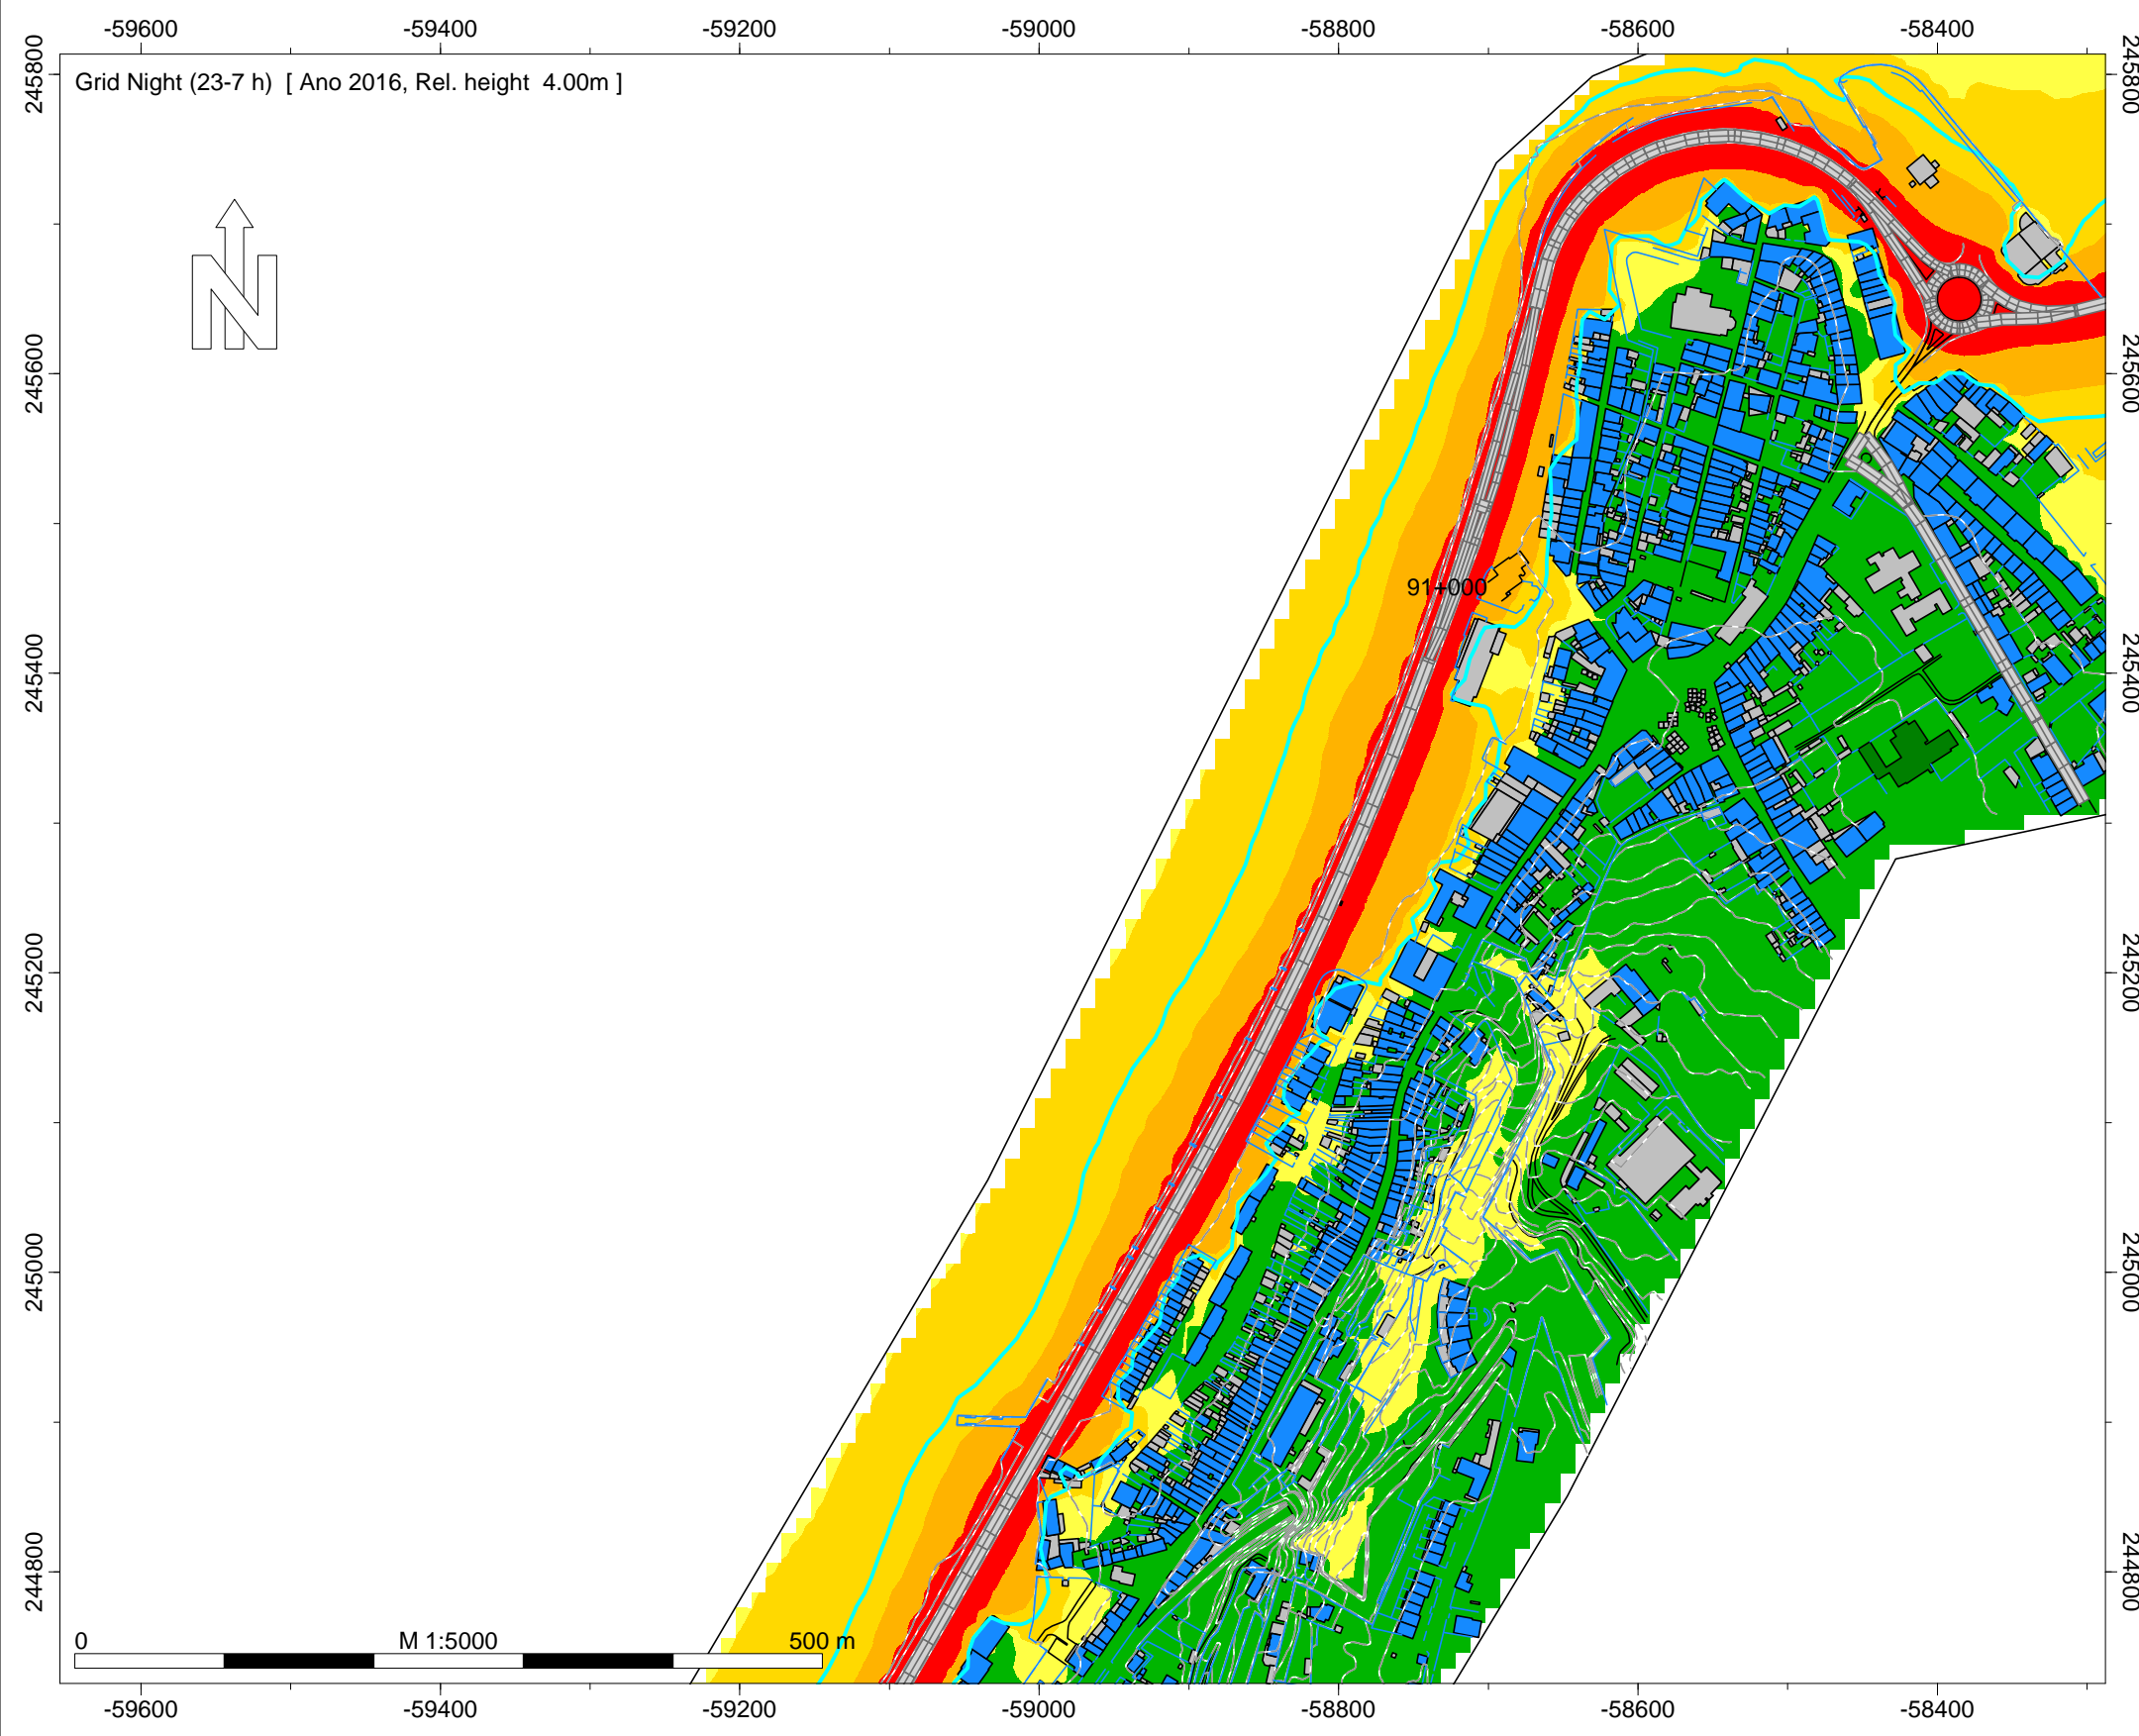 -59600 -59400 -59200 -59000 -58800 -58600 -58400
Grid Night (23-7 h) [ Ano 2016, Rel. height 4.00m ]
N
245800 245800
245600 245600
91+000
245400 245400
245200 245200
245000 245000
244800 244800
0 M 1:5000 500 m
-59600 -59400 -59200 -59000 -58800 -58600 -58400